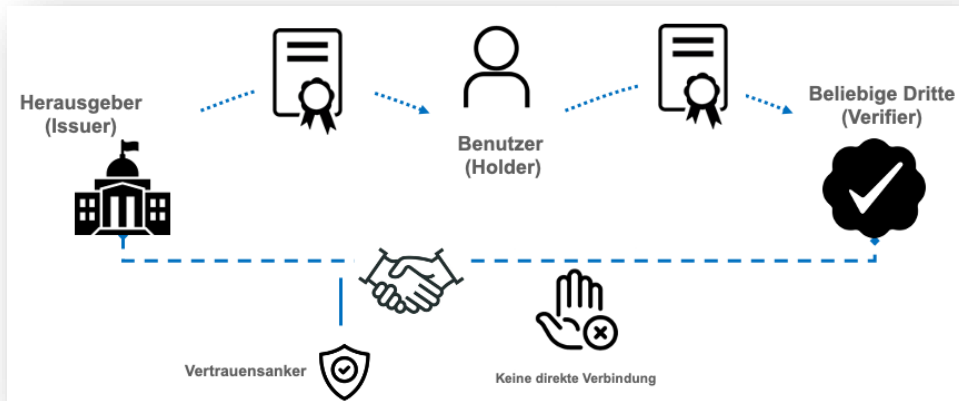 Herausgeber
(Issuer)
Benutzer
(Holder)
Beliebige Dritte
(Verifier)
Vertrauensanker
Keine direkte Verbindung